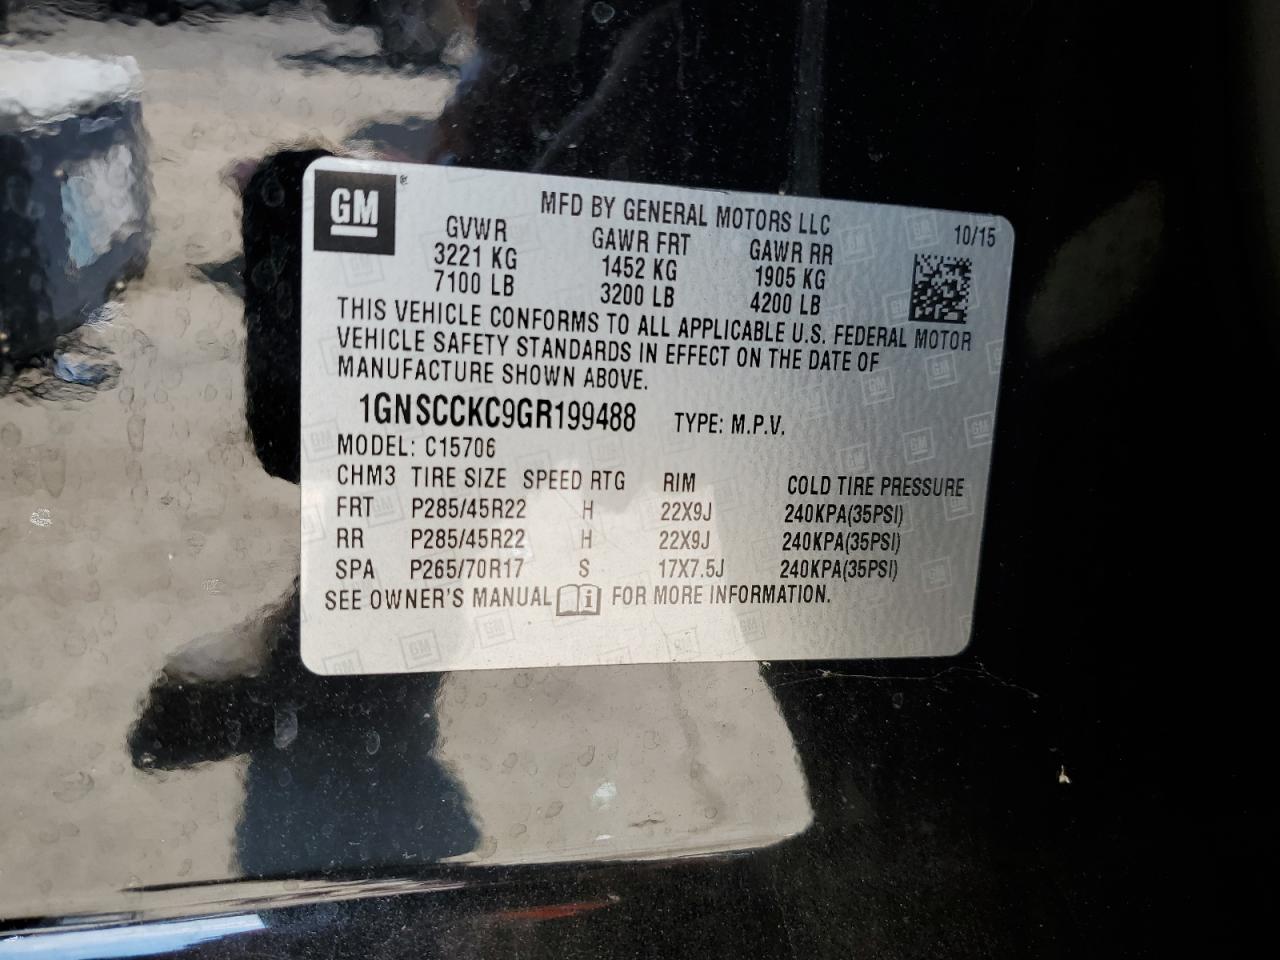 GM® MFD BY GENERAL MOTORS LLC 10/15
GVWR GAWR FRT GAWR RR
3221 KG 1452 KG 1905 KG
7100 LB 3200 LB 4200 LB
THIS VEHICLE CONFORMS TO ALL APPLICABLE U.S. FEDERAL MOTOR
VEHICLE SAFETY STANDARDS IN EFFECT ON THE DATE OF
MANUFACTURE SHOWN ABOVE.
1GNSCCKC9GR199488 TYPE: M.P.V.
MODEL: C15706
CHM3 TIRE SIZE SPEED RTG RIM COLD TIRE PRESSURE
FRT P285/45R22 H 22X9J 240KPA(35PSI)
RR P285/45R22 H 22X9J 240KPA(35PSI)
SPA P265/70R17 S 17X7.5J 240KPA(35PSI)
SEE OWNER'S MANUAL i FOR MORE INFORMATION.